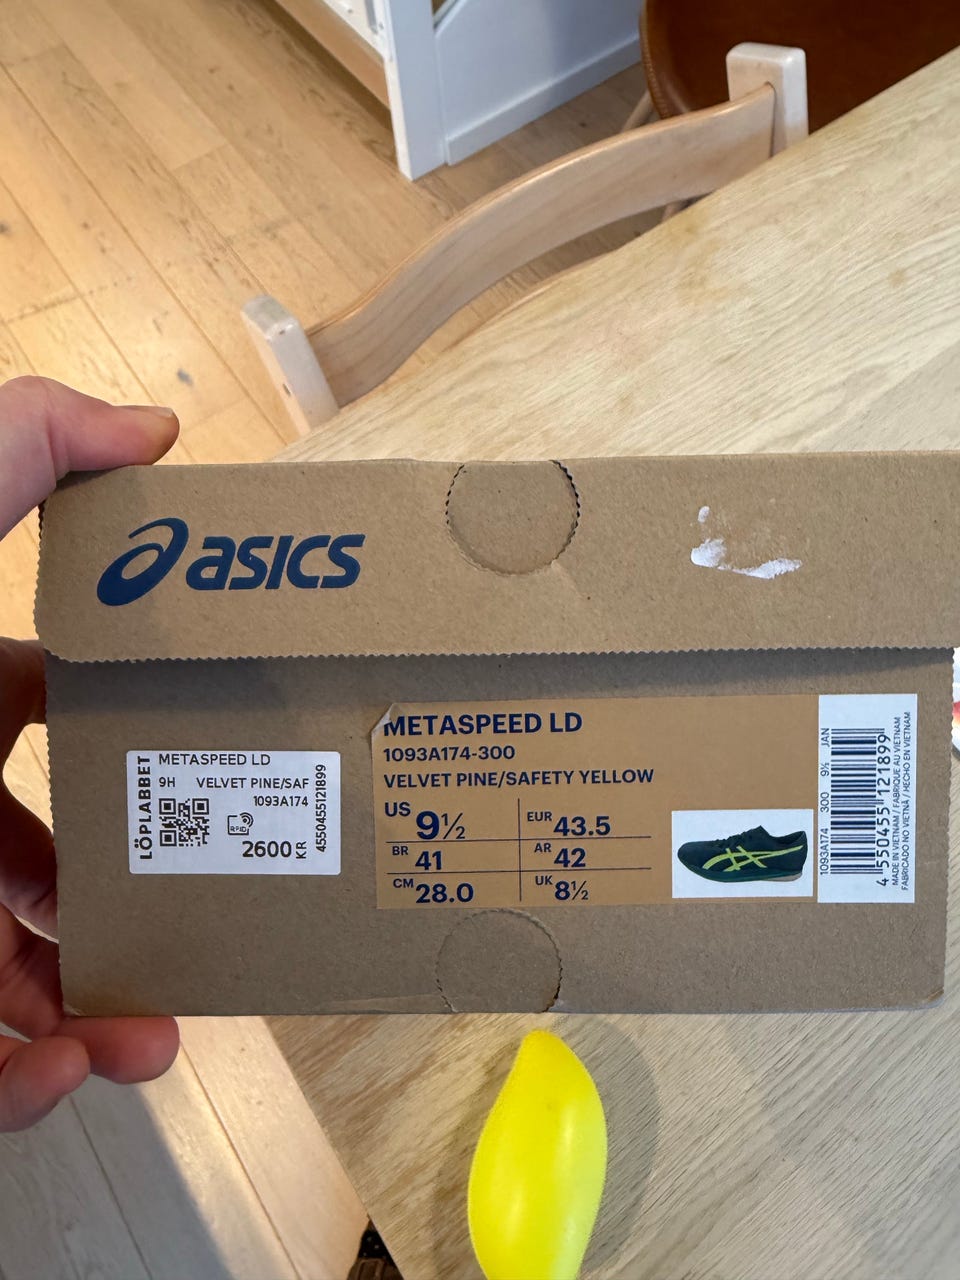 asics
LÖPLABBET
METASPEED LD
9H VELVET PINE/SAF
1093A174
RFID
2600 KR
4550455121899
METASPEED LD
1093A174-300
VELVET PINE/SAFETY YELLOW
US 9½
EUR 43.5
BR 41
AR 42
CM 28.0
UK 8½
1093A174 300 9½ JAN
4 550455 121899
MADE IN VIETNAM / FABRIQUÉ AU VIETNAM
FABRICADO NO VIETNÃ / HECHO EN VIETNAM